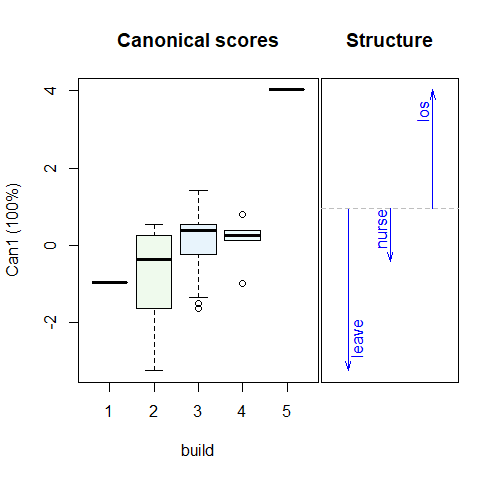 Canonical scores
Structure
Can1 (100%)
4
2
0
-2
1 2 3 4 5
build
leave
nurse
los